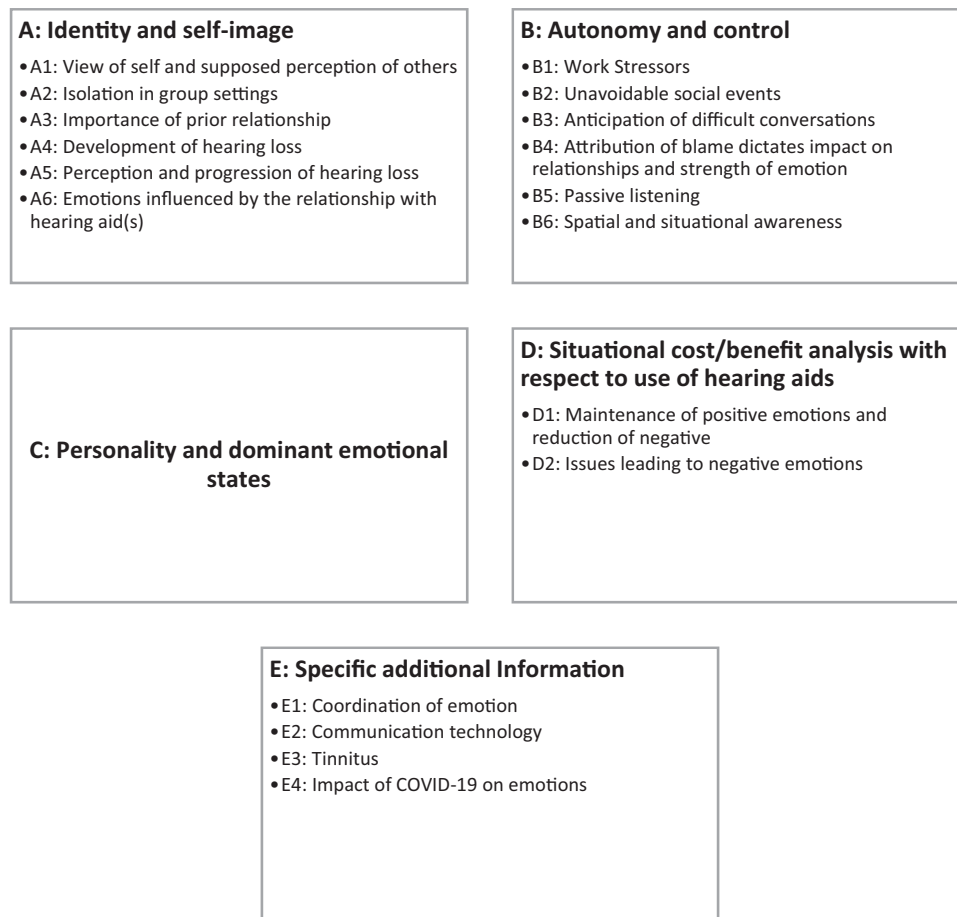 A: Identity and self-image
•A1: View of self and supposed perception of others
•A2: Isolation in group settings
•A3: Importance of prior relationship
•A4: Development of hearing loss
•A5: Perception and progression of hearing loss
•A6: Emotions influenced by the relationship with
hearing aid(s)
B: Autonomy and control
•B1: Work Stressors
•B2: Unavoidable social events
•B3: Anticipation of difficult conversations
•B4: Attribution of blame dictates impact on
relationships and strength of emotion
•B5: Passive listening
•B6: Spatial and situational awareness
C: Personality and dominant emotional
states
D: Situational cost/benefit analysis with
respect to use of hearing aids
•D1: Maintenance of positive emotions and
reduction of negative
•D2: Issues leading to negative emotions
E: Specific additional Information
•E1: Coordination of emotion
•E2: Communication technology
•E3: Tinnitus
•E4: Impact of COVID-19 on emotions